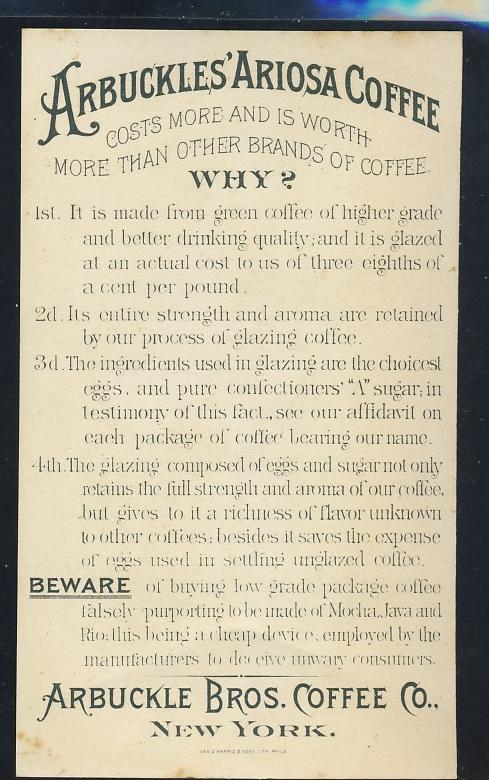 ARBUCKLES' ARIOSA COFFEE
COSTS MORE AND IS WORTH
MORE THAN OTHER BRANDS OF COFFEE.
WHY?
1st. It is made from green coffee of higher grade
and better drinking quality; and it is glazed
at an actual cost to us of three eighths of
a cent per pound.
2d. Its entire strength and aroma are retained
by our process of glazing coffee.
3d. The ingredients used in glazing are the choicest
eggs, and pure confectioners' "A" sugar; in
testimony of this fact, see our affidavit on
each package of coffee bearing our name.
4th. The glazing composed of eggs and sugar not only
retains the full strength and aroma of our coffee,
but gives to it a richness of flavor unknown
to other coffees; besides it saves the expense
of eggs used in settling unglazed coffee.
BEWARE of buying low grade package coffee
falsely purporting to be made of Mocha, Java and
Rio; this being a cheap device, employed by the
manufacturers to deceive unwary consumers.
ARBUCKLE BROS. COFFEE CO.,
NEW YORK.
HARRIS & SONS LITH. PHILA